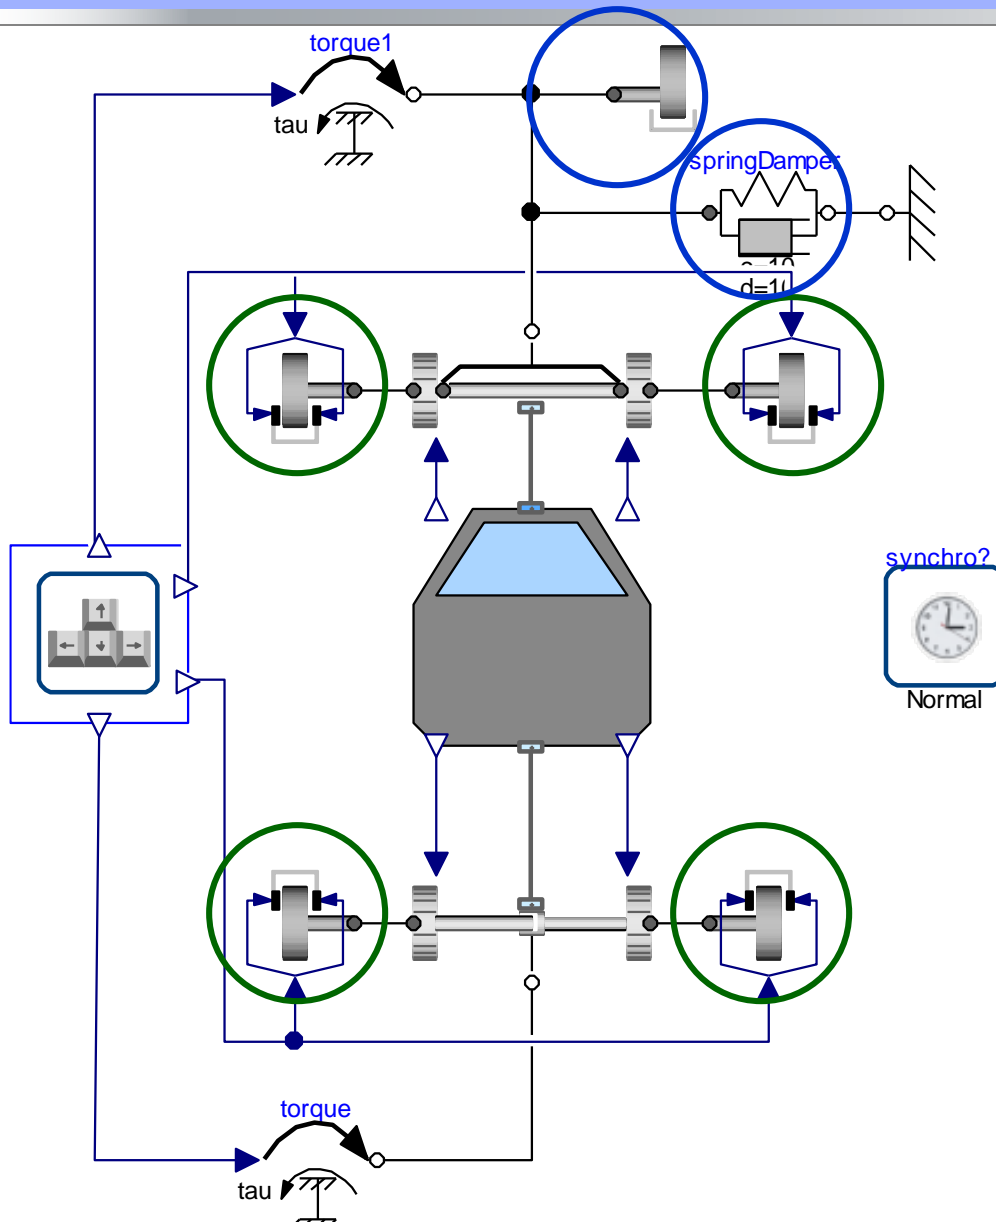 torque1
tau
springDamper
d=10
synchro?
Normal
torque
tau